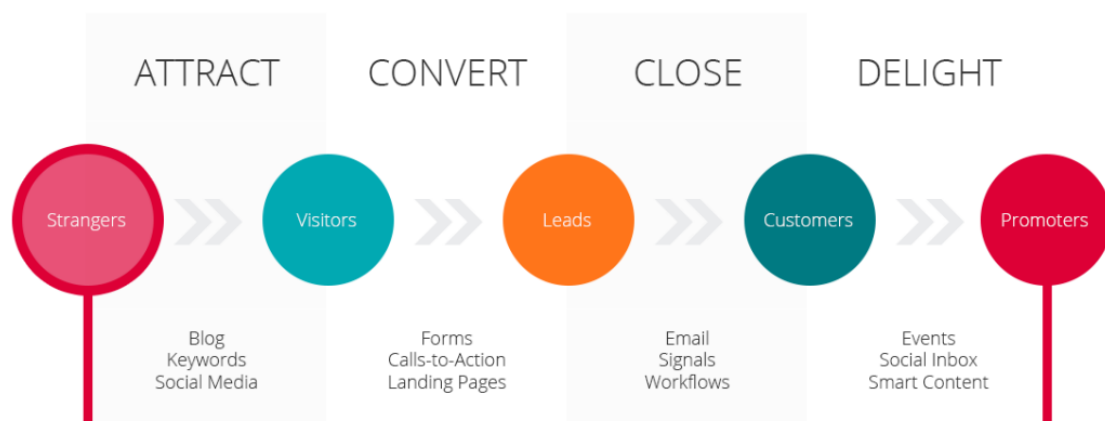 ATTRACT
CONVERT
CLOSE
DELIGHT
Strangers
Visitors
Leads
Customers
Promoters
Blog
Keywords
Social Media
Forms
Calls-to-Action
Landing Pages
Email
Signals
Workflows
Events
Social Inbox
Smart Content